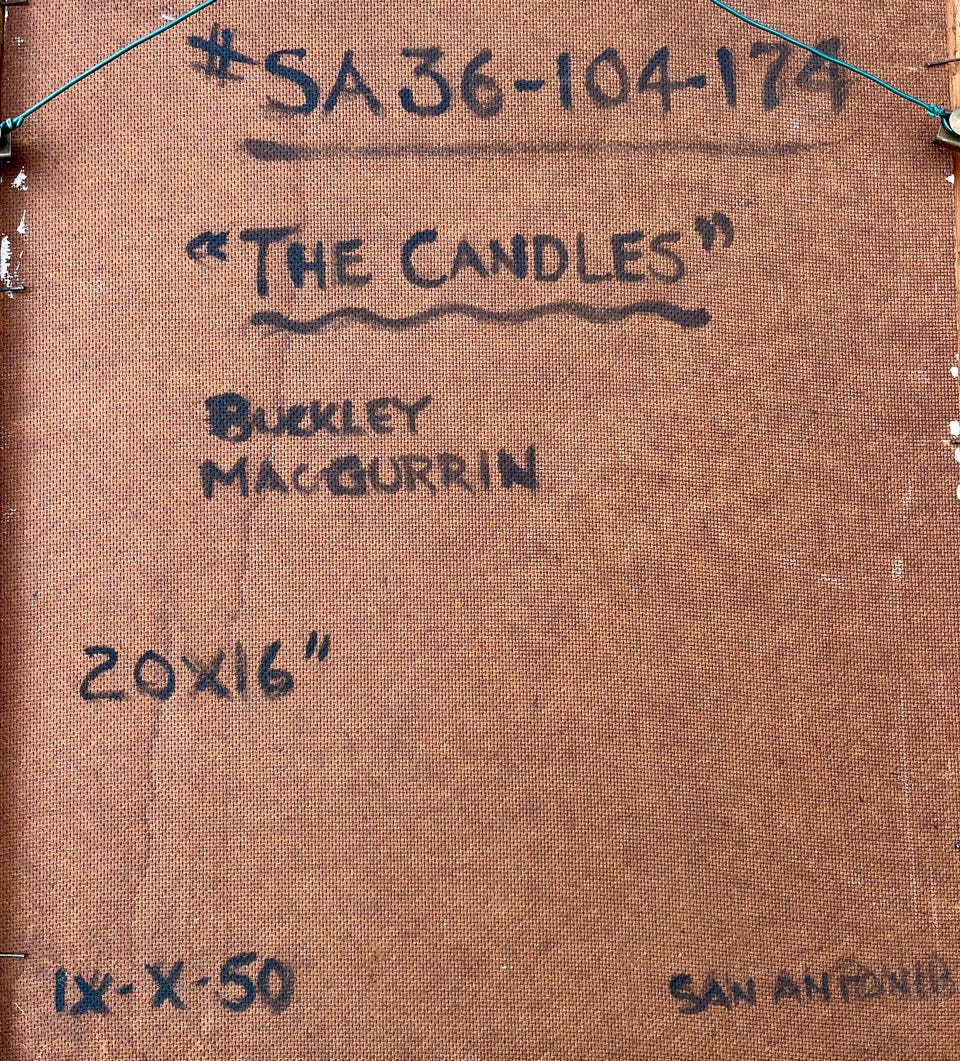 #SA36-104-174
"THE CANDLES"
BUCKLEY
MACGURRIN
20X16"
IX-X-50
SAN ANTONIO